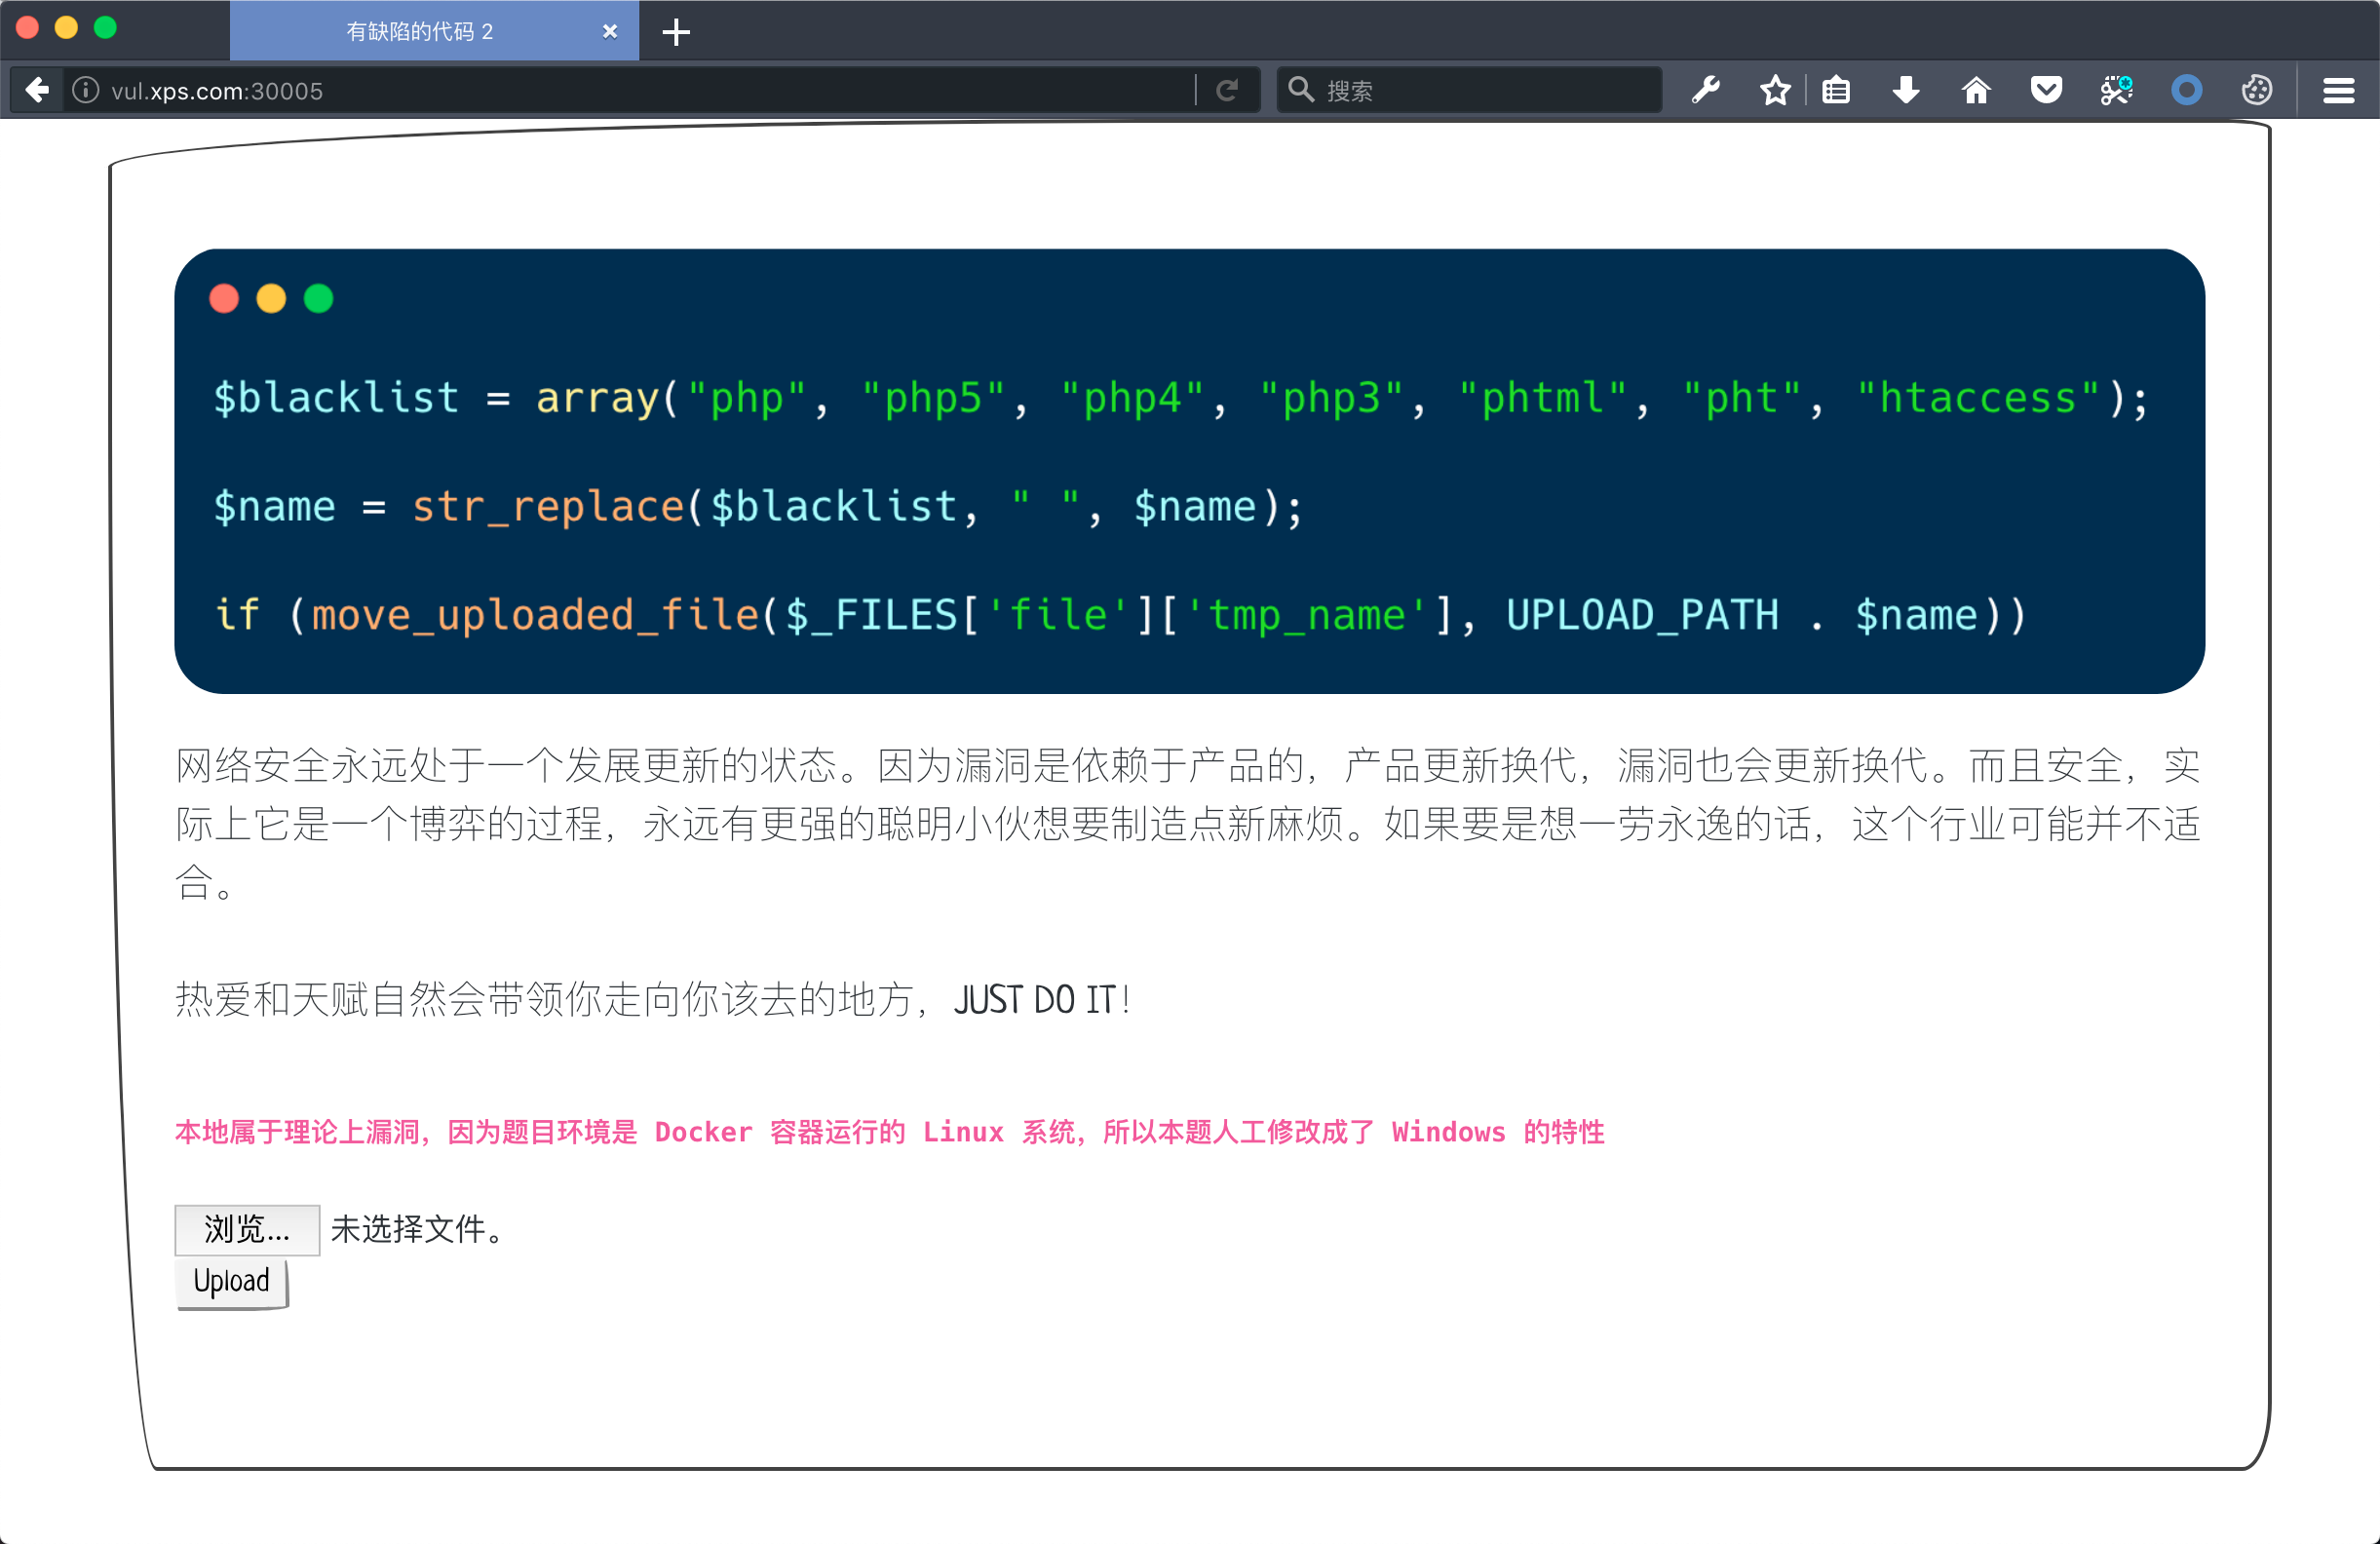 有缺陷的代码 2
vul.xps.com:30005
搜索
$blacklist = array("php", "php5", "php4", "php3", "phtml", "pht", "htaccess");
$name = str_replace($blacklist, " ", $name);
if (move_uploaded_file($_FILES['file']['tmp_name'], UPLOAD_PATH . $name))
网络安全永远处于一个发展更新的状态。因为漏洞是依赖于产品的，产品更新换代，漏洞也会更新换代。而且安全，实
际上它是一个博弈的过程，永远有更强的聪明小伙想要制造点新麻烦。如果要是想一劳永逸的话，这个行业可能并不适
合。
热爱和天赋自然会带领你走向你该去的地方，JUST DO IT！
本地属于理论上漏洞，因为题目环境是 Docker 容器运行的 Linux 系统，所以本题人工修改成了 Windows 的特性
浏览... 未选择文件。
Upload